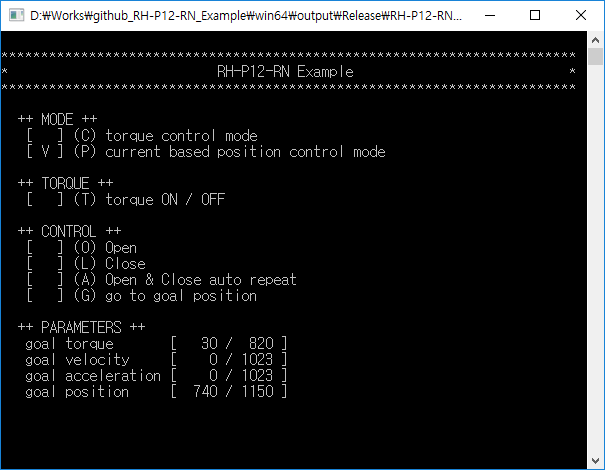 D:₩Works₩github_RH-P12-RN_Example₩win64₩output₩Release₩RH-P12-RN...
************************************************************************
*                          RH-P12-RN Example                           *
************************************************************************
++ MODE ++
[   ] (C) torque control mode
[ V ] (P) current based position control mode
++ TORQUE ++
[   ] (T) torque ON / OFF
++ CONTROL ++
[   ] (O) Open
[   ] (L) Close
[   ] (A) Open & Close auto repeat
[   ] (G) go to goal position
++ PARAMETERS ++
goal torque       [   30 /  820 ]
goal velocity     [    0 / 1023 ]
goal acceleration [    0 / 1023 ]
goal position     [  740 / 1150 ]